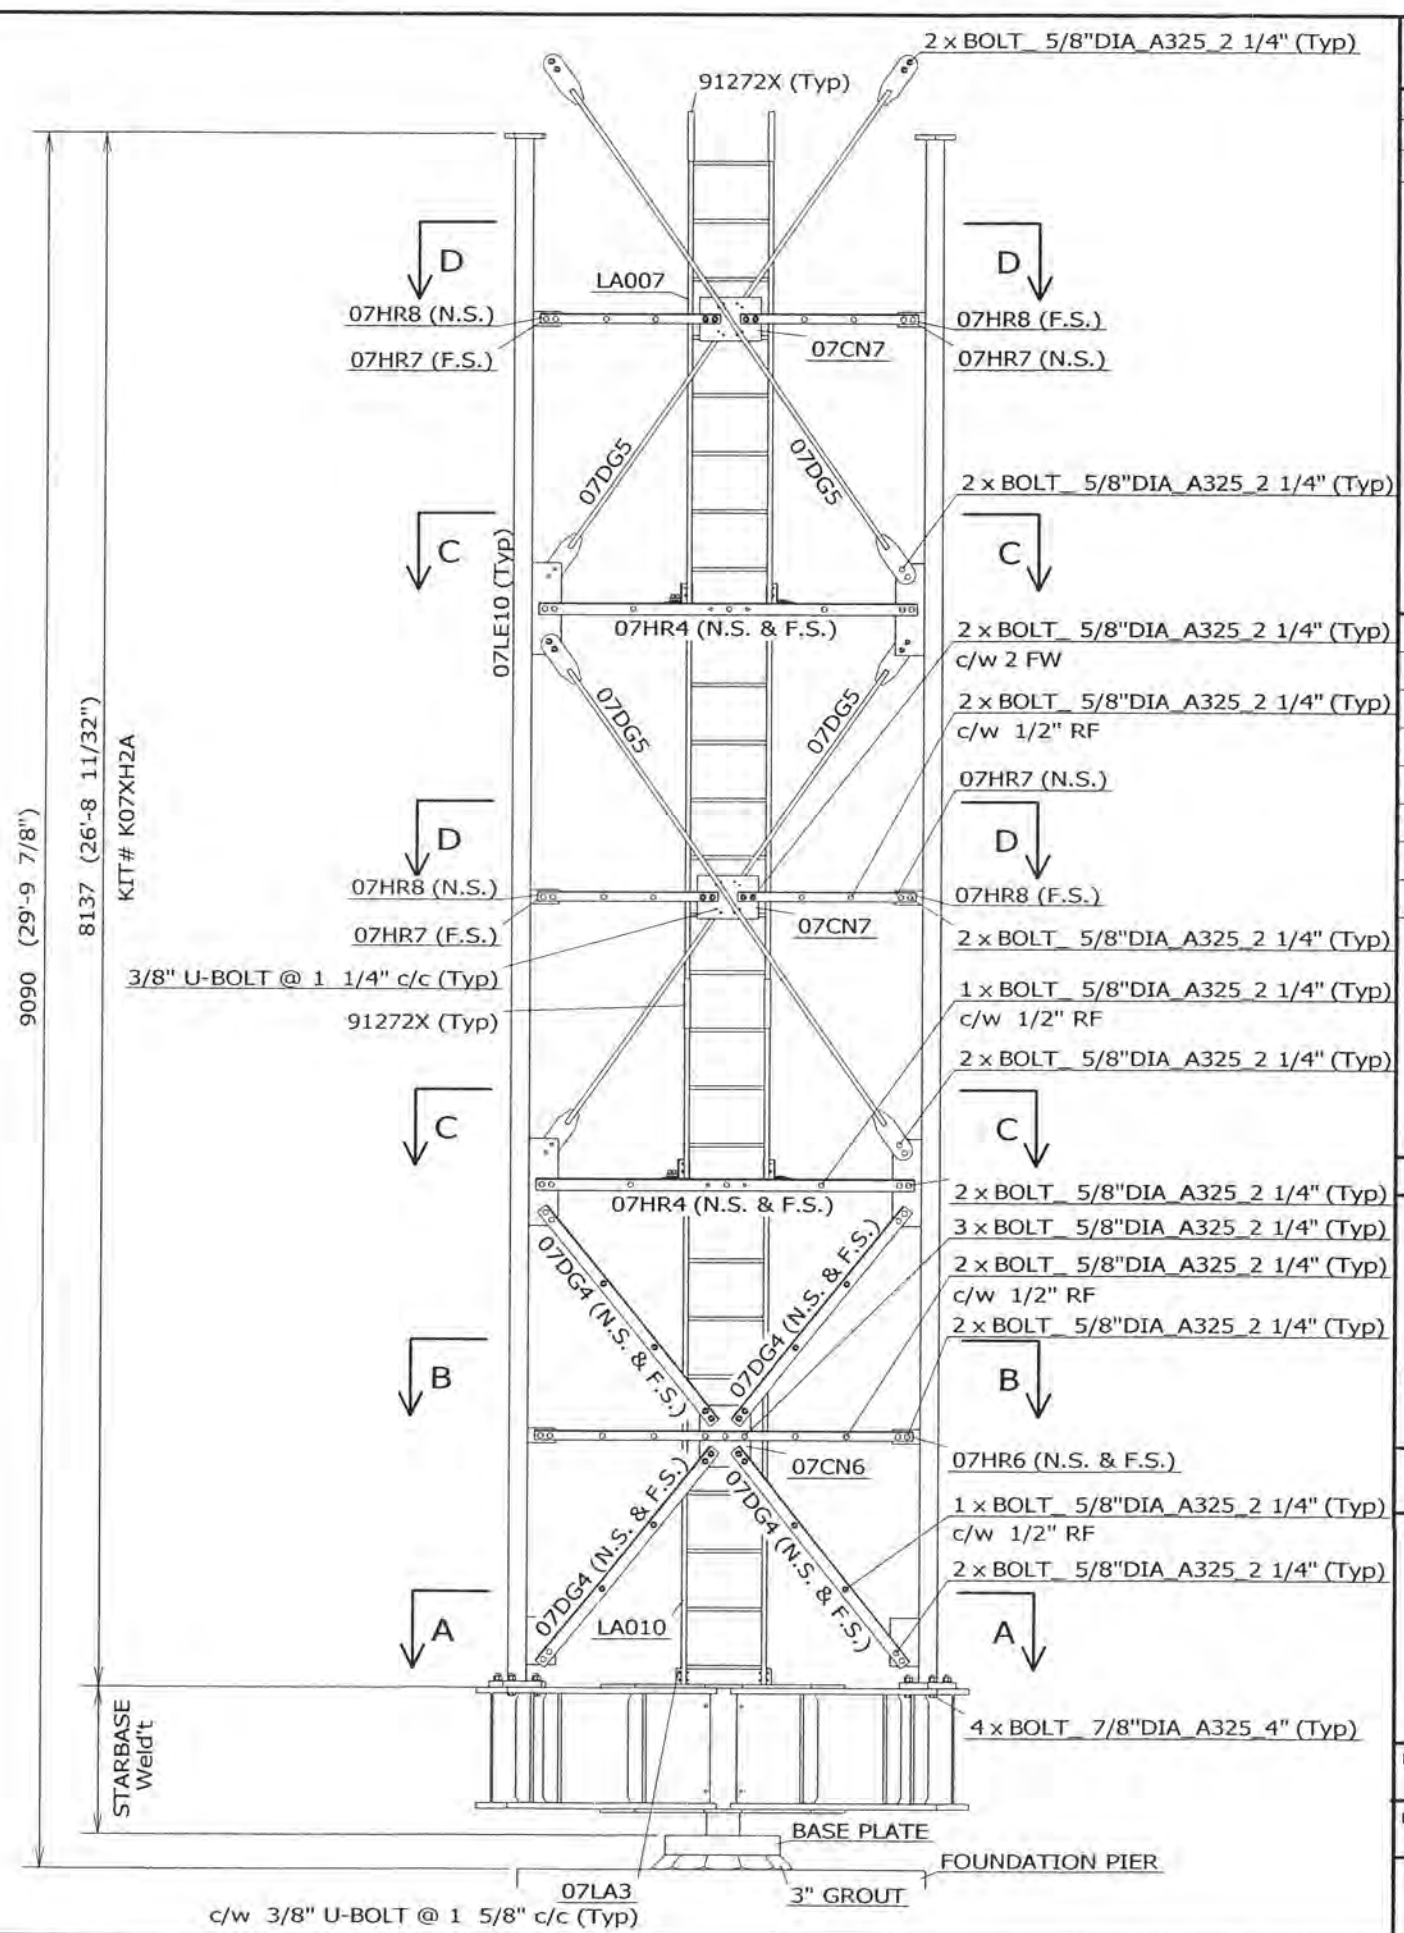 2 x BOLT_ 5/8"DIA_A325_2 1/4" (Typ)
91272X (Typ)
D
D
LA007
07HR8 (N.S.)
07HR8 (F.S.)
07CN7
07HR7 (F.S.)
07HR7 (N.S.)
07DG5
07DG5
2 x BOLT_ 5/8"DIA_A325_2 1/4" (Typ)
C
C
07LE10 (Typ)
07HR4 (N.S. & F.S.)
2 x BOLT_ 5/8"DIA_A325_2 1/4" (Typ)
c/w 2 FW
07DG5
07DG5
2 x BOLT_ 5/8"DIA_A325_2 1/4" (Typ)
c/w 1/2" RF
9090 (29'-9 7/8")
8137 (26'-8 11/32")
KIT# K07XH2A
07HR7 (N.S.)
D
D
07HR8 (N.S.)
07HR8 (F.S.)
07HR7 (F.S.)
07CN7
2 x BOLT_ 5/8"DIA_A325_2 1/4" (Typ)
3/8" U-BOLT @ 1 1/4" c/c (Typ)
1 x BOLT_ 5/8"DIA_A325_2 1/4" (Typ)
c/w 1/2" RF
91272X (Typ)
2 x BOLT_ 5/8"DIA_A325_2 1/4" (Typ)
C
C
2 x BOLT_ 5/8"DIA_A325_2 1/4" (Typ)
07HR4 (N.S. & F.S.)
3 x BOLT_ 5/8"DIA_A325_2 1/4" (Typ)
07DG4 (N.S. & F.S.)
07DG4 (N.S. & F.S.)
2 x BOLT_ 5/8"DIA_A325_2 1/4" (Typ)
c/w 1/2" RF
2 x BOLT_ 5/8"DIA_A325_2 1/4" (Typ)
B
B
07CN6
07HR6 (N.S. & F.S.)
07DG4 (N.S. & F.S.)
07DG4 (N.S. & F.S.)
1 x BOLT_ 5/8"DIA_A325_2 1/4" (Typ)
c/w 1/2" RF
2 x BOLT_ 5/8"DIA_A325_2 1/4" (Typ)
A
A
LA010
STARBASE
Weld't
4 x BOLT_ 7/8"DIA_A325_4" (Typ)
BASE PLATE
FOUNDATION PIER
07LA3
3" GROUT
c/w 3/8" U-BOLT @ 1 5/8" c/c (Typ)